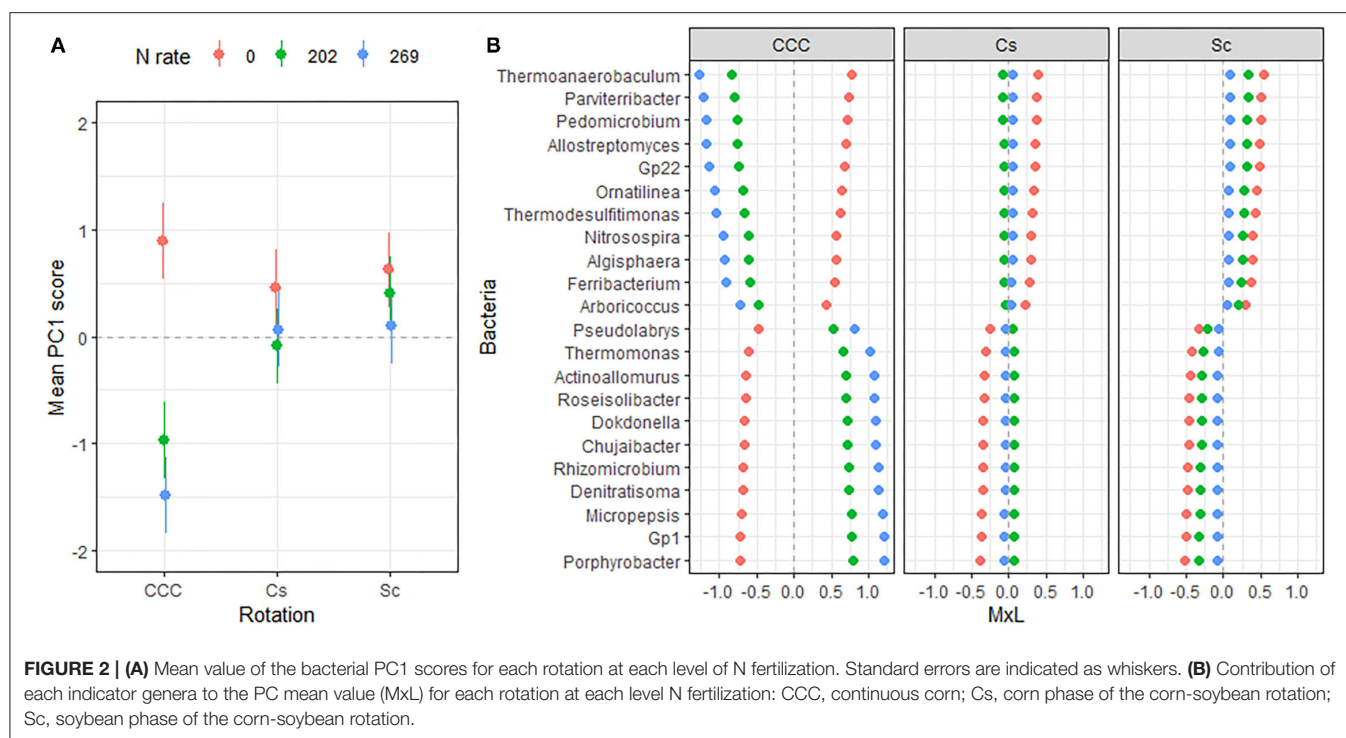 A
N rate 0 202 269
2
1
0
-1
-2
Mean PC1 score
CCC Cs Sc
Rotation
B
CCC Cs Sc
Thermoanaerobaculum
Parviterribacter
Pedomicrobium
Allostreptomyces
Gp22
Ornatilinea
Thermodesulfitimonas
Nitrosospira
Algisphaera
Ferribacterium
Arboricoccus
Pseudolabrys
Thermomonas
Actinoallomurus
Roseisolibacter
Dokdonella
Chujaibacter
Rhizomicrobium
Denitratisoma
Micropepsis
Gp1
Porphyrobacter
Bacteria
-1.0 -0.5 0.0 0.5 1.0 -1.0 -0.5 0.0 0.5 1.0 -1.0 -0.5 0.0 0.5 1.0
MxL
FIGURE 2 | (A) Mean value of the bacterial PC1 scores for each rotation at each level of N fertilization. Standard errors are indicated as whiskers. (B) Contribution of
each indicator genera to the PC mean value (MxL) for each rotation at each level N fertilization: CCC, continuous corn; Cs, corn phase of the corn-soybean rotation;
Sc, soybean phase of the corn-soybean rotation.